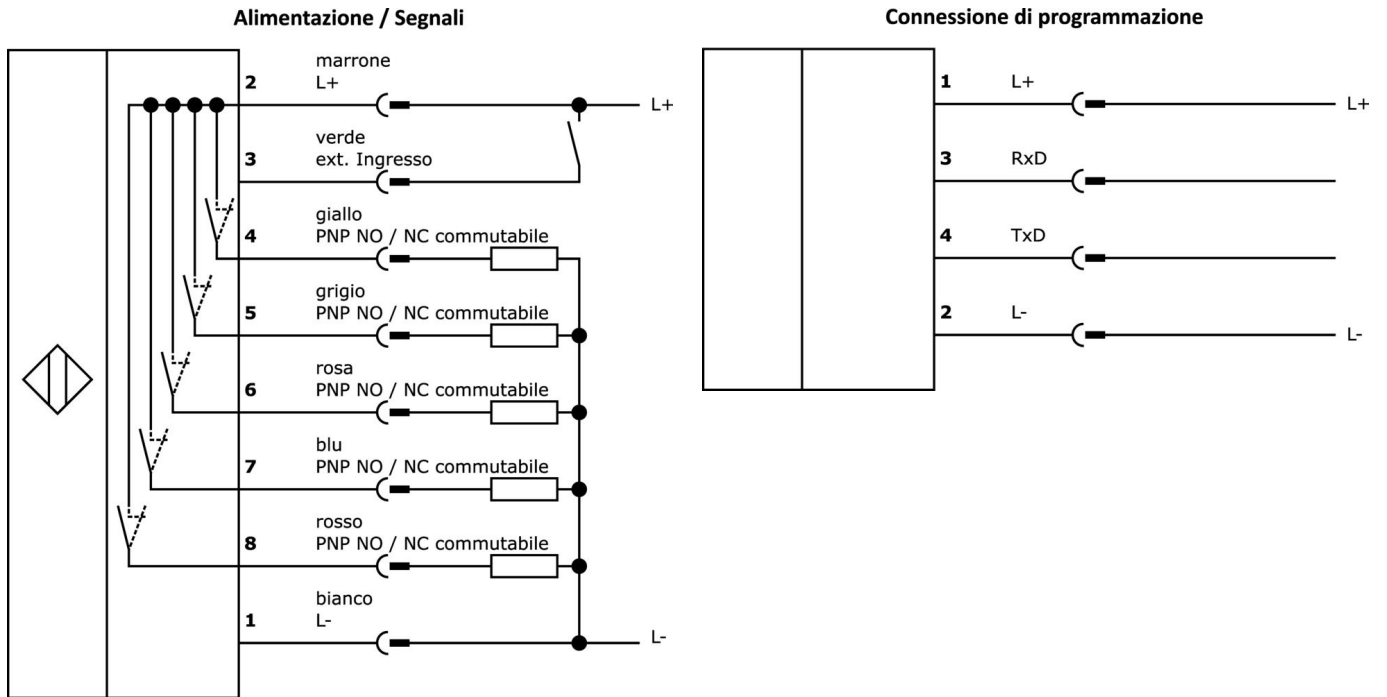 Alimentazione / Segnali
marrone
2 L+
L+
verde
3 ext. Ingresso
giallo
4 PNP NO / NC commutabile
grigio
5 PNP NO / NC commutabile
rosa
6 PNP NO / NC commutabile
blu
7 PNP NO / NC commutabile
rosso
8 PNP NO / NC commutabile
bianco
1 L-
L-
Connessione di programmazione
1 L+
L+
3 RxD
4 TxD
2 L-
L-